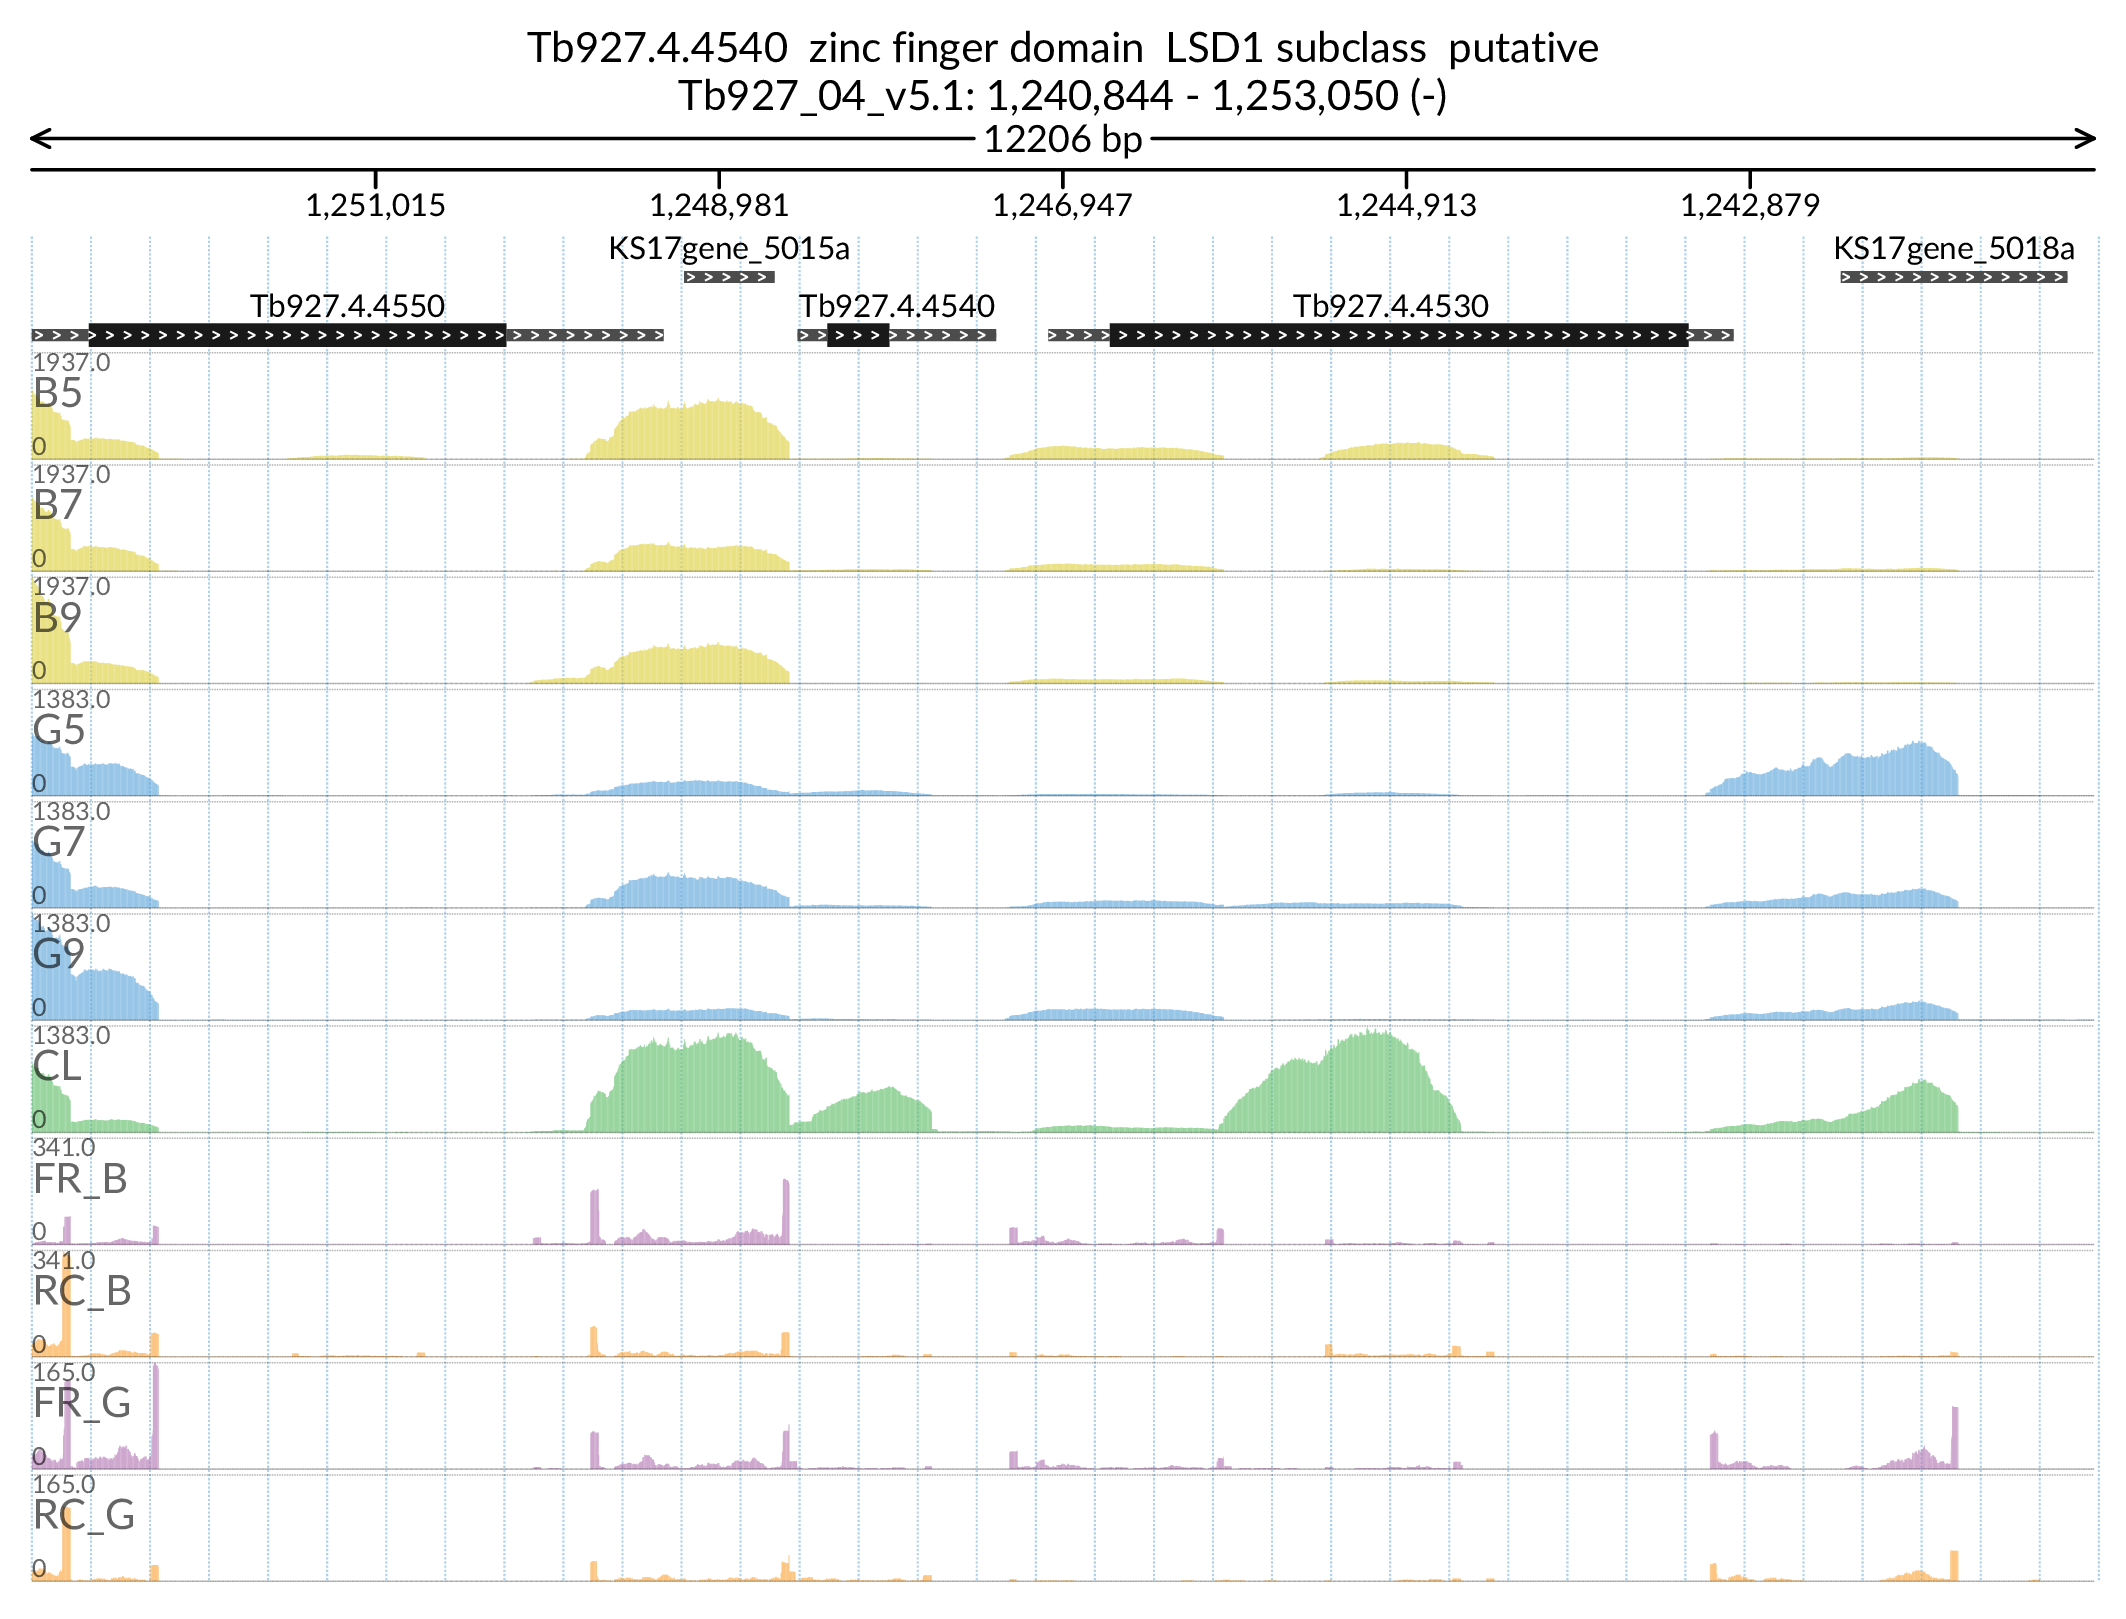 Tb927.4.4540 zinc finger domain LSD1 subclass putative
Tb927_04_v5.1: 1,240,844 - 1,253,050 (-)
12206 bp
1,251,015 1,248,981 1,246,947 1,244,913 1,242,879
KS17gene_5015a KS17gene_5018a
Tb927.4.4550 Tb927.4.4540 Tb927.4.4530
1937.0
B5
0
1937.0
B7
0
1937.0
B9
0
1383.0
G5
0
1383.0
G7
0
1383.0
G9
0
1383.0
CL
0
341.0
FR_B
0
341.0
RC_B
0
165.0
FR_G
0
165.0
RC_G
0